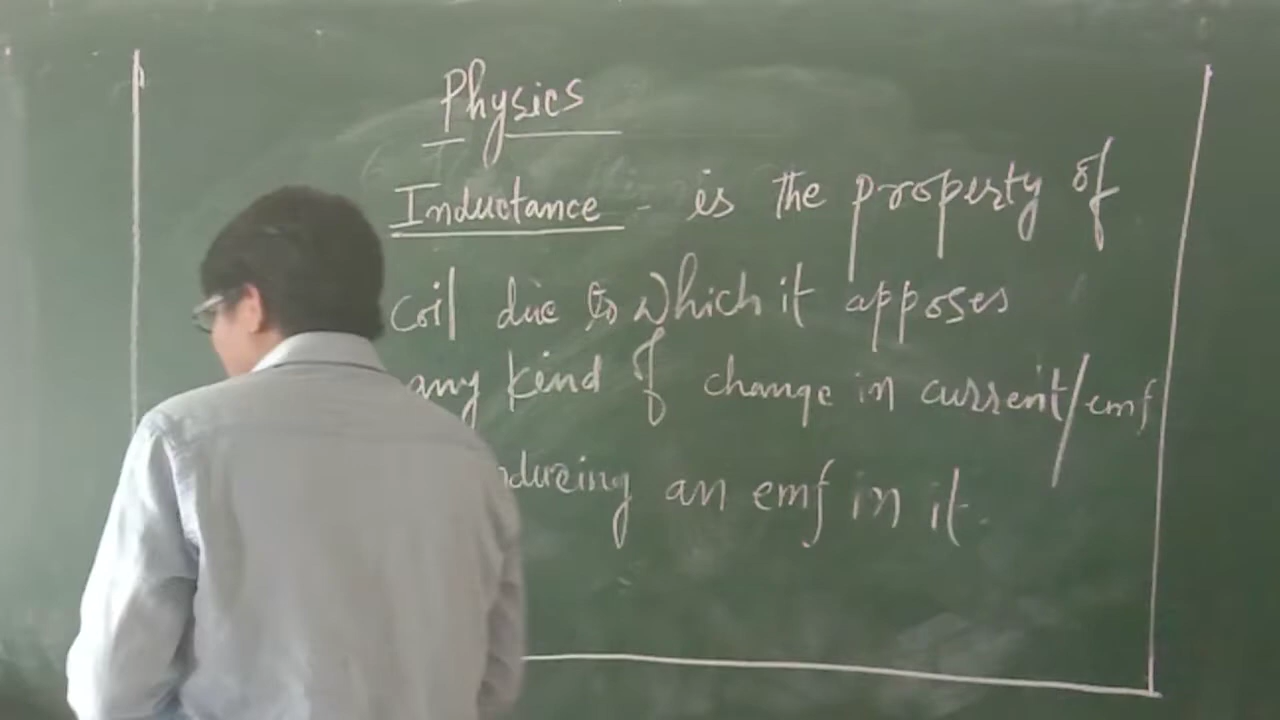 Physics
Inductance - is the property of
coil due to which it apposes
any kind of change in current/emf
ducing an emf in it.